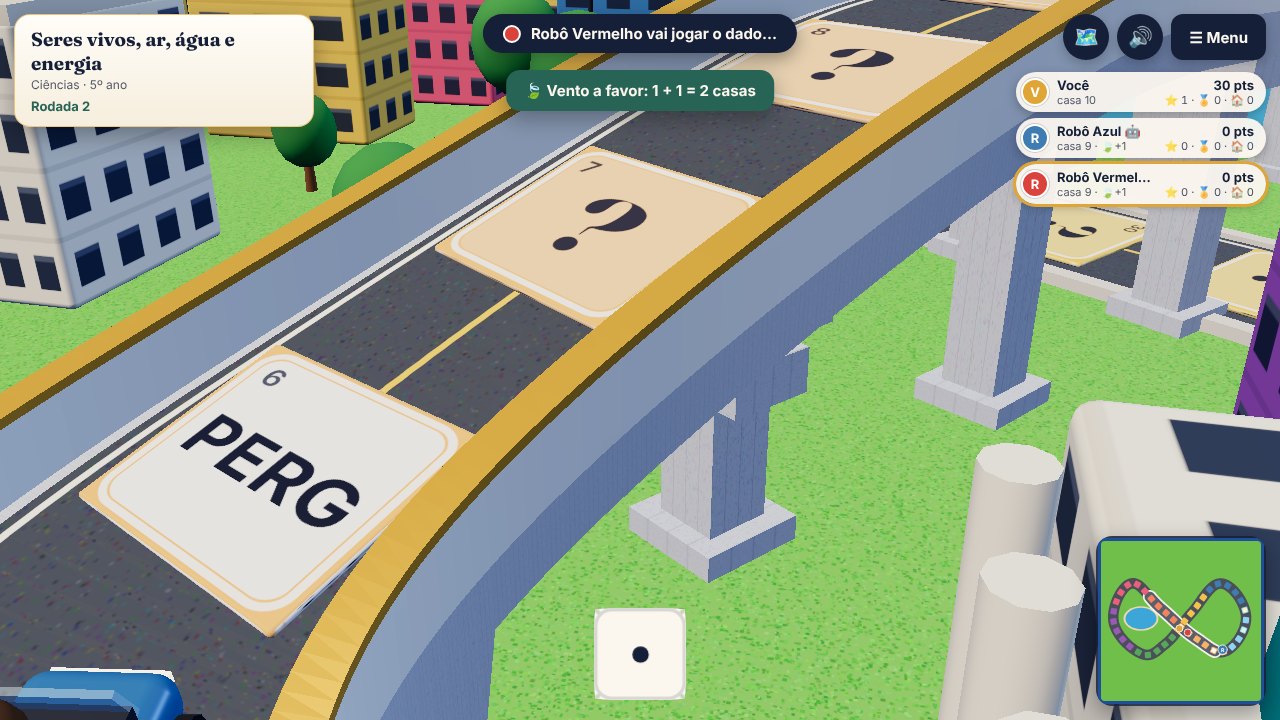 Seres vivos, ar, água e
energia
Ciências · 5º ano
Rodada 2
Robô Vermelho vai jogar o dado...
🍃 Vento a favor: 1 + 1 = 2 casas
☰ Menu
V Você 30 pts
casa 10 ⭐ 1 · 🏅 0 · 🏠 0
R Robô Azul 🤖 0 pts
casa 9 · 🍃+1 ⭐ 0 · 🏅 0 · 🏠 0
R Robô Vermel... 0 pts
casa 9 · 🍃+1 ⭐ 0 · 🏅 0 · 🏠 0
8
?
7
?
6
PERG